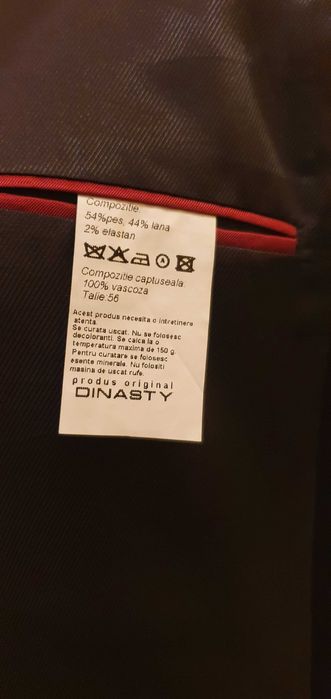 Compozitie:
54%pes, 44% lana
2% elastan
Compozitie captuseala:
100% vascoza
Talie:56
Acest produs necesita o intretinere
atenta.
Se curata uscat. Nu se folosesc
decoloranti. Se calca la o
temperatura maxima de 150 g.
Pentru curatare se folosesc
esente minerale. Nu folositi
masina de uscat rufe.
produs original
DINASTY